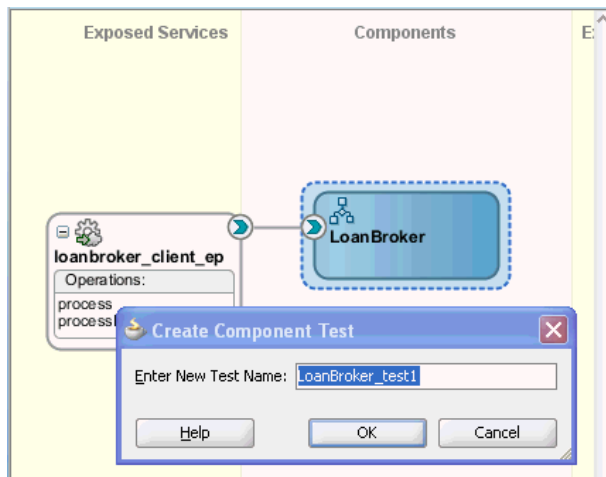 Exposed Services
Components
LoanBroker
loanbroker_client_ep
Operations:
process
Create Component Test
Enter New Test Name: LoanBroker_test1
Help OK Cancel